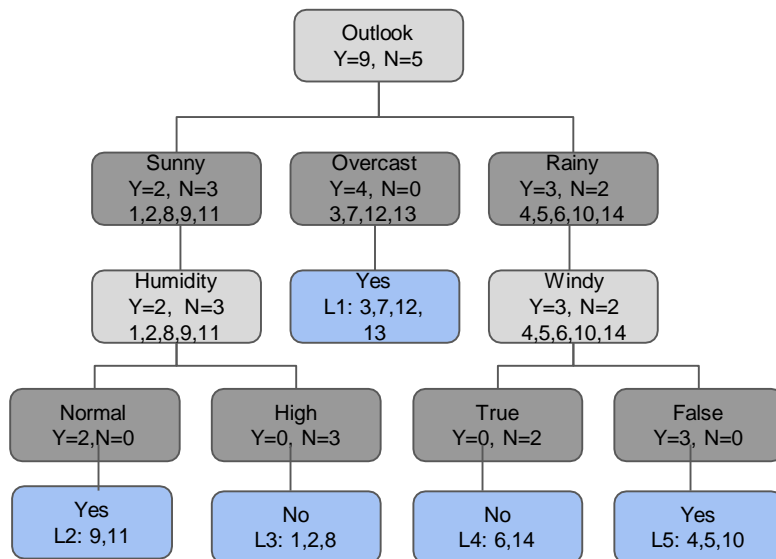 Outlook
Y=9, N=5
Sunny
Y=2, N=3
1,2,8,9,11
Overcast
Y=4, N=0
3,7,12,13
Rainy
Y=3, N=2
4,5,6,10,14
Humidity
Y=2, N=3
1,2,8,9,11
Yes
L1: 3,7,12,
13
Windy
Y=3, N=2
4,5,6,10,14
Normal
Y=2,N=0
High
Y=0, N=3
True
Y=0, N=2
False
Y=3, N=0
Yes
L2: 9,11
No
L3: 1,2,8
No
L4: 6,14
Yes
L5: 4,5,10